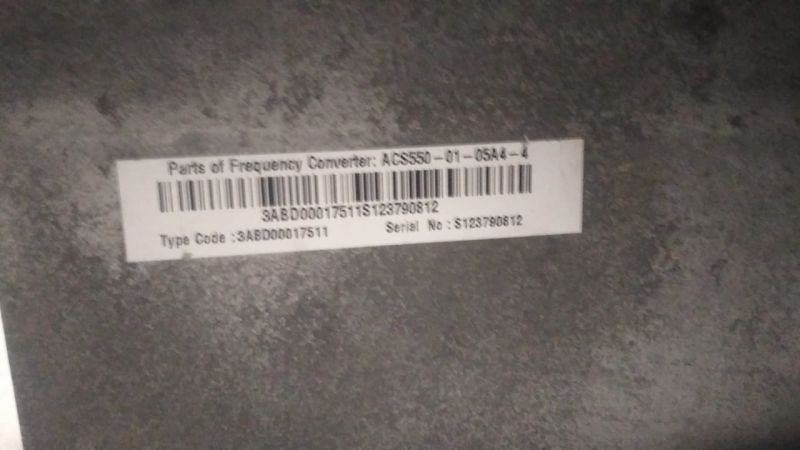 Parts of Frequency Converter: ACS550-01-05A4-4
3ABD00017511S123790812
Type Code :3ABD00017511 Serial No : S123790812